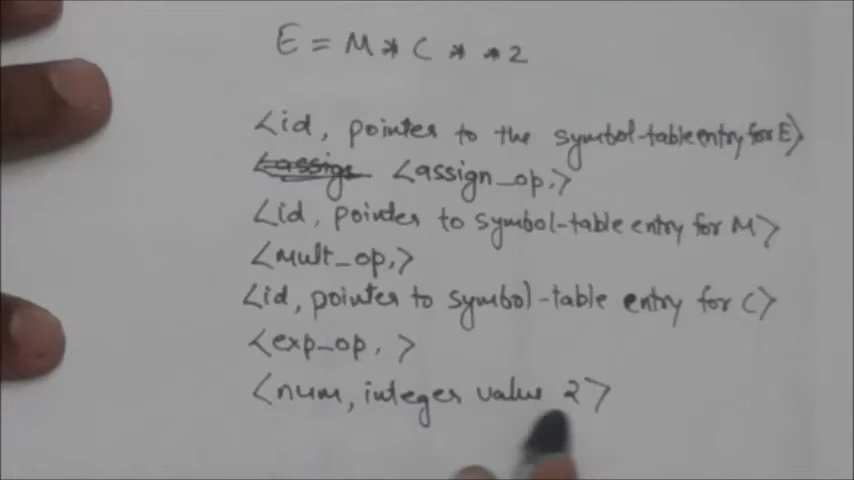 E = M * C * * 2
<id, pointer to the symbol-table entry for E>
<assign <assign_op,>
<id, pointer to symbol-table entry for M>
<mult_op,>
<id, pointer to symbol-table entry for C>
<exp_op, >
<num, integer value 2>